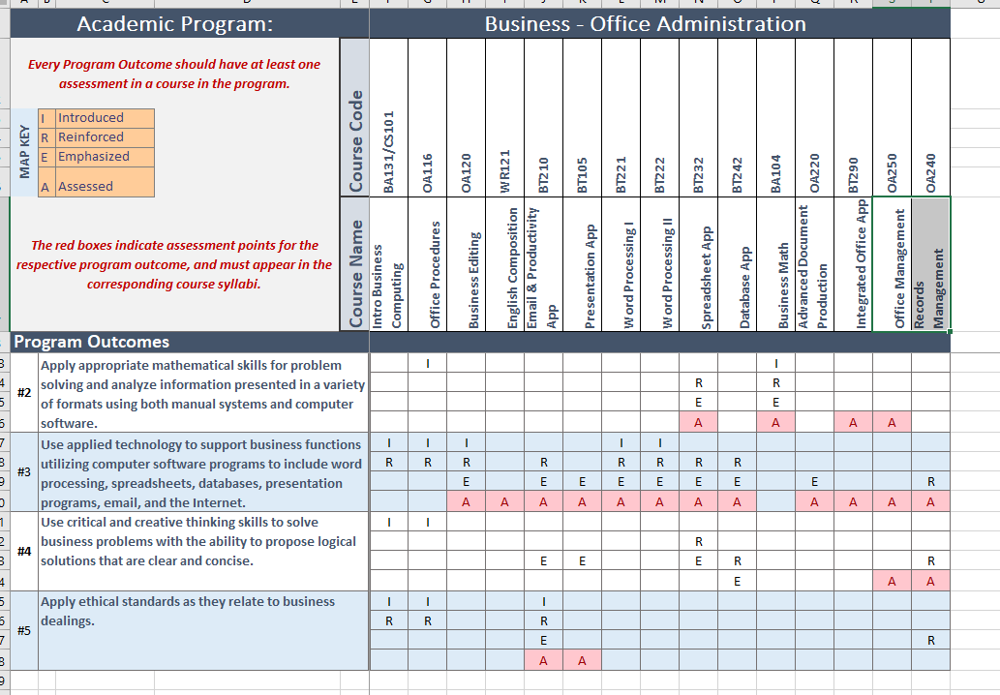 Academic Program:
Business - Office Administration
Every Program Outcome should have at least one
assessment in a course in the program.
MAP KEY
I Introduced
R Reinforced
E Emphasized
A Assessed
The red boxes indicate assessment points for the
respective program outcome, and must appear in the
corresponding course syllabi.
Course Code
BA131/CS101
OA116
OA120
WR121
BT210
BT105
BT221
BT222
BT232
BT242
BA104
OA220
BT290
OA250
OA240
Course Name
Intro Business
Computing
Office Procedures
Business Editing
English Composition
Email & Productivity
App
Presentation App
Word Processing I
Word Processing II
Spreadsheet App
Database App
Business Math
Advanced Document
Production
Integrated Office App
Office Management
Records
Management
Program Outcomes
#2
Apply appropriate mathematical skills for problem
solving and analyze information presented in a variety
of formats using both manual systems and computer
software.
I I
R R
E E
A A A A
#3
Use applied technology to support business functions
utilizing computer software programs to include word
processing, spreadsheets, databases, presentation
programs, email, and the Internet.
I I I I I
R R R R R R R R
E E E E E E E E R
A A A A A A A A A A A A
#4
Use critical and creative thinking skills to solve
business problems with the ability to propose logical
solutions that are clear and concise.
I I
R
E E E R R
E A A
#5
Apply ethical standards as they relate to business
dealings.
I I I
R R R
E R
A A